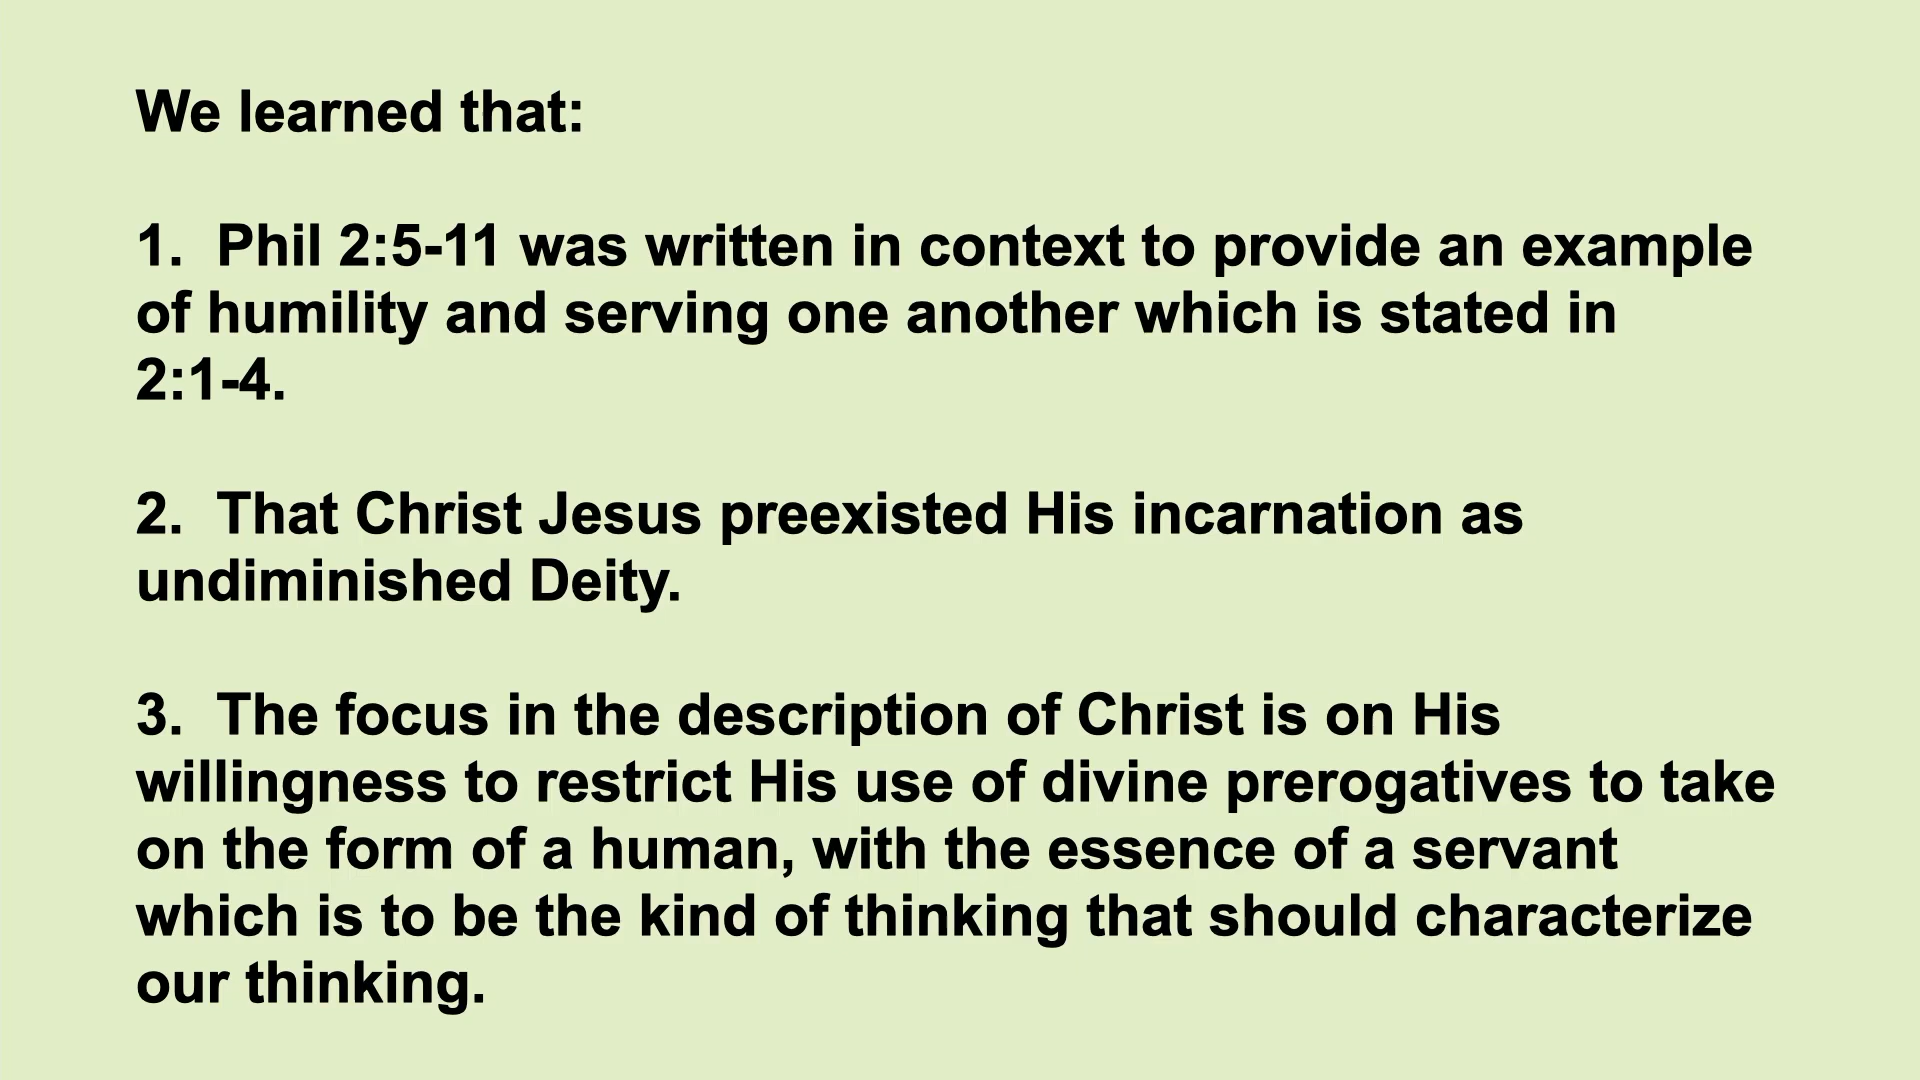 We learned that:
1.  Phil 2:5-11 was written in context to provide an example
of humility and serving one another which is stated in
2:1-4.
2.  That Christ Jesus preexisted His incarnation as
undiminished Deity.
3.  The focus in the description of Christ is on His
willingness to restrict His use of divine prerogatives to take
on the form of a human, with the essence of a servant
which is to be the kind of thinking that should characterize
our thinking.